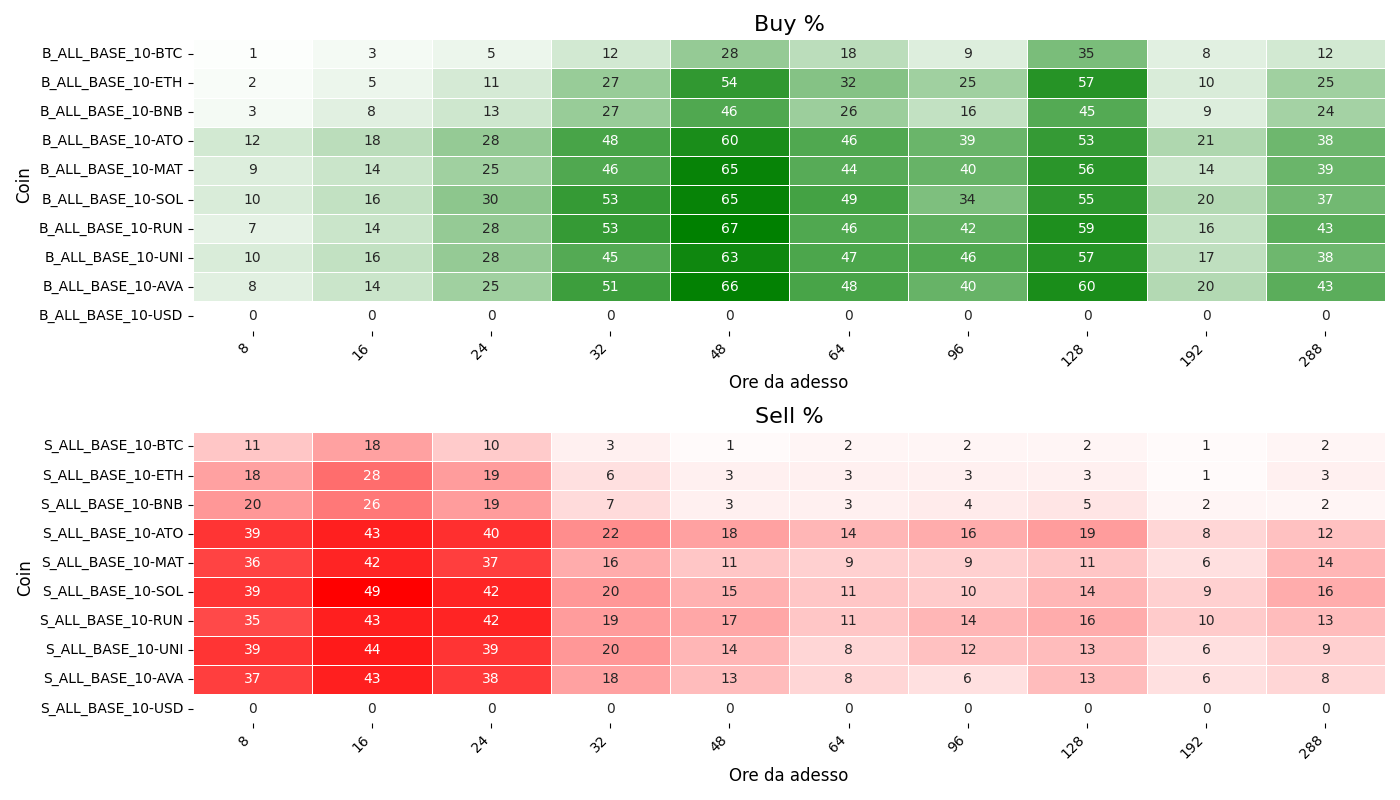 Buy %
Coin
B_ALL_BASE_10-BTC 1 3 5 12 28 18 9 35 8 12
B_ALL_BASE_10-ETH 2 5 11 27 54 32 25 57 10 25
B_ALL_BASE_10-BNB 3 8 13 27 46 26 16 45 9 24
B_ALL_BASE_10-ATO 12 18 28 48 60 46 39 53 21 38
B_ALL_BASE_10-MAT 9 14 25 46 65 44 40 56 14 39
B_ALL_BASE_10-SOL 10 16 30 53 65 49 34 55 20 37
B_ALL_BASE_10-RUN 7 14 28 53 67 46 42 59 16 43
B_ALL_BASE_10-UNI 10 16 28 45 63 47 46 57 17 38
B_ALL_BASE_10-AVA 8 14 25 51 66 48 40 60 20 43
B_ALL_BASE_10-USD 0 0 0 0 0 0 0 0 0 0
8 16 24 32 48 64 96 128 192 288
Ore da adesso
Sell %
Coin
S_ALL_BASE_10-BTC 11 18 10 3 1 2 2 2 1 2
S_ALL_BASE_10-ETH 18 28 19 6 3 3 3 3 1 3
S_ALL_BASE_10-BNB 20 26 19 7 3 3 4 5 2 2
S_ALL_BASE_10-ATO 39 43 40 22 18 14 16 19 8 12
S_ALL_BASE_10-MAT 36 42 37 16 11 9 9 11 6 14
S_ALL_BASE_10-SOL 39 49 42 20 15 11 10 14 9 16
S_ALL_BASE_10-RUN 35 43 42 19 17 11 14 16 10 13
S_ALL_BASE_10-UNI 39 44 39 20 14 8 12 13 6 9
S_ALL_BASE_10-AVA 37 43 38 18 13 8 6 13 6 8
S_ALL_BASE_10-USD 0 0 0 0 0 0 0 0 0 0
8 16 24 32 48 64 96 128 192 288
Ore da adesso